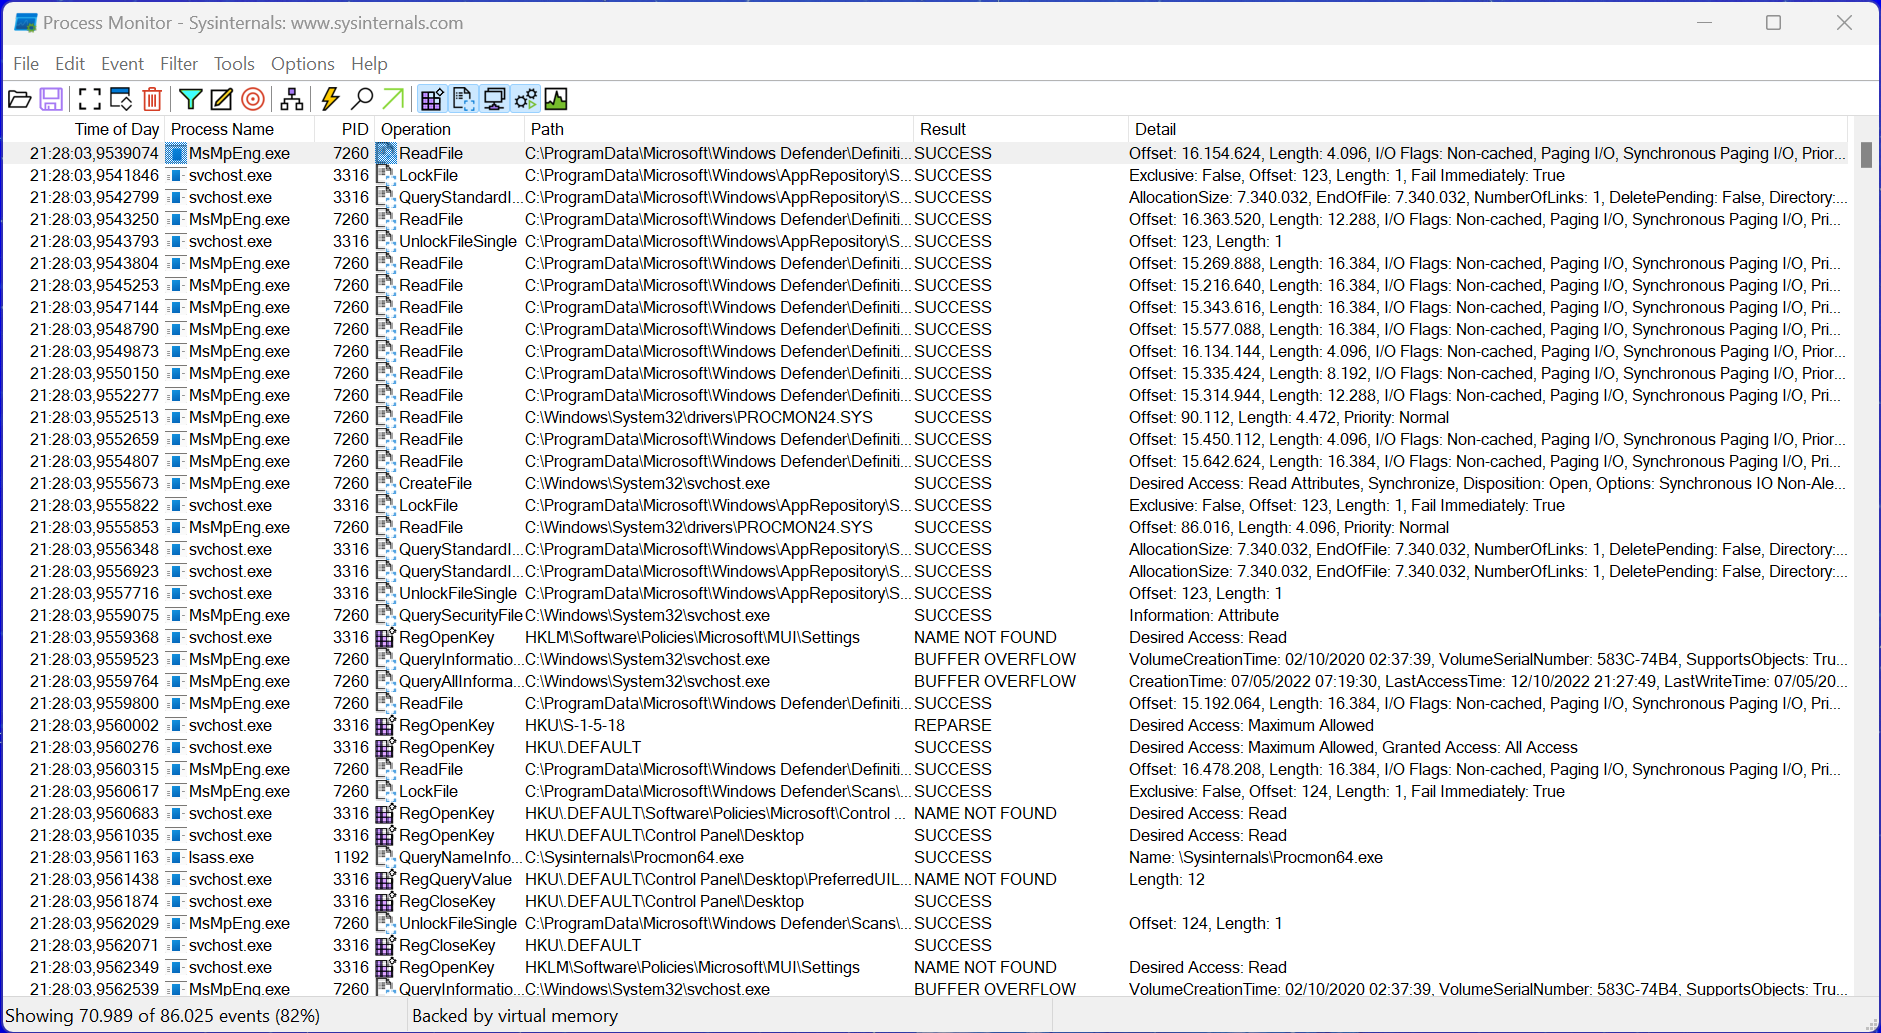 Process Monitor - Sysinternals: www.sysinternals.com
File Edit Event Filter Tools Options Help
Time of Day Process Name PID Operation Path Result Detail
21:28:03,9539074 MsMpEng.exe 7260 ReadFile C:\ProgramData\Microsoft\Windows Defender\Definiti... SUCCESS Offset: 16.154.624, Length: 4.096, I/O Flags: Non-cached, Paging I/O, Synchronous Paging I/O, Prior...
21:28:03,9541846 svchost.exe 3316 LockFile C:\ProgramData\Microsoft\Windows\AppRepository\S... SUCCESS Exclusive: False, Offset: 123, Length: 1, Fail Immediately: True
21:28:03,9542799 svchost.exe 3316 QueryStandardI... C:\ProgramData\Microsoft\Windows\AppRepository\S... SUCCESS AllocationSize: 7.340.032, EndOfFile: 7.340.032, NumberOfLinks: 1, DeletePending: False, Directory:...
21:28:03,9543250 MsMpEng.exe 7260 ReadFile C:\ProgramData\Microsoft\Windows Defender\Definiti... SUCCESS Offset: 16.363.520, Length: 12.288, I/O Flags: Non-cached, Paging I/O, Synchronous Paging I/O, Pri...
21:28:03,9543793 svchost.exe 3316 UnlockFileSingle C:\ProgramData\Microsoft\Windows\AppRepository\S... SUCCESS Offset: 123, Length: 1
21:28:03,9543804 MsMpEng.exe 7260 ReadFile C:\ProgramData\Microsoft\Windows Defender\Definiti... SUCCESS Offset: 15.269.888, Length: 16.384, I/O Flags: Non-cached, Paging I/O, Synchronous Paging I/O, Pri...
21:28:03,9545253 MsMpEng.exe 7260 ReadFile C:\ProgramData\Microsoft\Windows Defender\Definiti... SUCCESS Offset: 15.216.640, Length: 16.384, I/O Flags: Non-cached, Paging I/O, Synchronous Paging I/O, Pri...
21:28:03,9547144 MsMpEng.exe 7260 ReadFile C:\ProgramData\Microsoft\Windows Defender\Definiti... SUCCESS Offset: 15.343.616, Length: 16.384, I/O Flags: Non-cached, Paging I/O, Synchronous Paging I/O, Pri...
21:28:03,9548790 MsMpEng.exe 7260 ReadFile C:\ProgramData\Microsoft\Windows Defender\Definiti... SUCCESS Offset: 15.577.088, Length: 16.384, I/O Flags: Non-cached, Paging I/O, Synchronous Paging I/O, Pri...
21:28:03,9549873 MsMpEng.exe 7260 ReadFile C:\ProgramData\Microsoft\Windows Defender\Definiti... SUCCESS Offset: 16.134.144, Length: 4.096, I/O Flags: Non-cached, Paging I/O, Synchronous Paging I/O, Prior...
21:28:03,9550150 MsMpEng.exe 7260 ReadFile C:\ProgramData\Microsoft\Windows Defender\Definiti... SUCCESS Offset: 15.335.424, Length: 8.192, I/O Flags: Non-cached, Paging I/O, Synchronous Paging I/O, Prior...
21:28:03,9552277 MsMpEng.exe 7260 ReadFile C:\ProgramData\Microsoft\Windows Defender\Definiti... SUCCESS Offset: 15.314.944, Length: 12.288, I/O Flags: Non-cached, Paging I/O, Synchronous Paging I/O, Pri...
21:28:03,9552513 MsMpEng.exe 7260 ReadFile C:\Windows\System32\drivers\PROCMON24.SYS SUCCESS Offset: 90.112, Length: 4.472, Priority: Normal
21:28:03,9552659 MsMpEng.exe 7260 ReadFile C:\ProgramData\Microsoft\Windows Defender\Definiti... SUCCESS Offset: 15.450.112, Length: 4.096, I/O Flags: Non-cached, Paging I/O, Synchronous Paging I/O, Prior...
21:28:03,9554807 MsMpEng.exe 7260 ReadFile C:\ProgramData\Microsoft\Windows Defender\Definiti... SUCCESS Offset: 15.642.624, Length: 16.384, I/O Flags: Non-cached, Paging I/O, Synchronous Paging I/O, Pri...
21:28:03,9555673 MsMpEng.exe 7260 CreateFile C:\Windows\System32\svchost.exe SUCCESS Desired Access: Read Attributes, Synchronize, Disposition: Open, Options: Synchronous IO Non-Ale...
21:28:03,9555822 svchost.exe 3316 LockFile C:\ProgramData\Microsoft\Windows\AppRepository\S... SUCCESS Exclusive: False, Offset: 123, Length: 1, Fail Immediately: True
21:28:03,9555853 MsMpEng.exe 7260 ReadFile C:\Windows\System32\drivers\PROCMON24.SYS SUCCESS Offset: 86.016, Length: 4.096, Priority: Normal
21:28:03,9556348 svchost.exe 3316 QueryStandardI... C:\ProgramData\Microsoft\Windows\AppRepository\S... SUCCESS AllocationSize: 7.340.032, EndOfFile: 7.340.032, NumberOfLinks: 1, DeletePending: False, Directory:...
21:28:03,9556923 svchost.exe 3316 QueryStandardI... C:\ProgramData\Microsoft\Windows\AppRepository\S... SUCCESS AllocationSize: 7.340.032, EndOfFile: 7.340.032, NumberOfLinks: 1, DeletePending: False, Directory:...
21:28:03,9557716 svchost.exe 3316 UnlockFileSingle C:\ProgramData\Microsoft\Windows\AppRepository\S... SUCCESS Offset: 123, Length: 1
21:28:03,9559075 MsMpEng.exe 7260 QuerySecurityFile C:\Windows\System32\svchost.exe SUCCESS Information: Attribute
21:28:03,9559368 svchost.exe 3316 RegOpenKey HKLM\Software\Policies\Microsoft\MUI\Settings NAME NOT FOUND Desired Access: Read
21:28:03,9559523 MsMpEng.exe 7260 QueryInformatio... C:\Windows\System32\svchost.exe BUFFER OVERFLOW VolumeCreationTime: 02/10/2020 02:37:39, VolumeSerialNumber: 583C-74B4, SupportsObjects: Tru...
21:28:03,9559764 MsMpEng.exe 7260 QueryAllInforma... C:\Windows\System32\svchost.exe BUFFER OVERFLOW CreationTime: 07/05/2022 07:19:30, LastAccessTime: 12/10/2022 21:27:49, LastWriteTime: 07/05/20...
21:28:03,9559800 MsMpEng.exe 7260 ReadFile C:\ProgramData\Microsoft\Windows Defender\Definiti... SUCCESS Offset: 15.192.064, Length: 16.384, I/O Flags: Non-cached, Paging I/O, Synchronous Paging I/O, Pri...
21:28:03,9560002 svchost.exe 3316 RegOpenKey HKU\S-1-5-18 REPARSE Desired Access: Maximum Allowed
21:28:03,9560276 svchost.exe 3316 RegOpenKey HKU\.DEFAULT SUCCESS Desired Access: Maximum Allowed, Granted Access: All Access
21:28:03,9560315 MsMpEng.exe 7260 ReadFile C:\ProgramData\Microsoft\Windows Defender\Definiti... SUCCESS Offset: 16.478.208, Length: 16.384, I/O Flags: Non-cached, Paging I/O, Synchronous Paging I/O, Pri...
21:28:03,9560617 MsMpEng.exe 7260 LockFile C:\ProgramData\Microsoft\Windows Defender\Scans\... SUCCESS Exclusive: False, Offset: 124, Length: 1, Fail Immediately: True
21:28:03,9560683 svchost.exe 3316 RegOpenKey HKU\.DEFAULT\Software\Policies\Microsoft\Control ... NAME NOT FOUND Desired Access: Read
21:28:03,9561035 svchost.exe 3316 RegOpenKey HKU\.DEFAULT\Control Panel\Desktop SUCCESS Desired Access: Read
21:28:03,9561163 lsass.exe 1192 QueryNameInfo... C:\Sysinternals\Procmon64.exe SUCCESS Name: \Sysinternals\Procmon64.exe
21:28:03,9561438 svchost.exe 3316 RegQueryValue HKU\.DEFAULT\Control Panel\Desktop\PreferredUIL... NAME NOT FOUND Length: 12
21:28:03,9561874 svchost.exe 3316 RegCloseKey HKU\.DEFAULT\Control Panel\Desktop SUCCESS
21:28:03,9562029 MsMpEng.exe 7260 UnlockFileSingle C:\ProgramData\Microsoft\Windows Defender\Scans\... SUCCESS Offset: 124, Length: 1
21:28:03,9562071 svchost.exe 3316 RegCloseKey HKU\.DEFAULT SUCCESS
21:28:03,9562349 svchost.exe 3316 RegOpenKey HKLM\Software\Policies\Microsoft\MUI\Settings NAME NOT FOUND Desired Access: Read
21:28:03,9562539 MsMpEng.exe 7260 QueryInformatio... C:\Windows\System32\svchost.exe BUFFER OVERFLOW VolumeCreationTime: 02/10/2020 02:37:39, VolumeSerialNumber: 583C-74B4, SupportsObjects: Tru...
Showing 70.989 of 86.025 events (82%) Backed by virtual memory